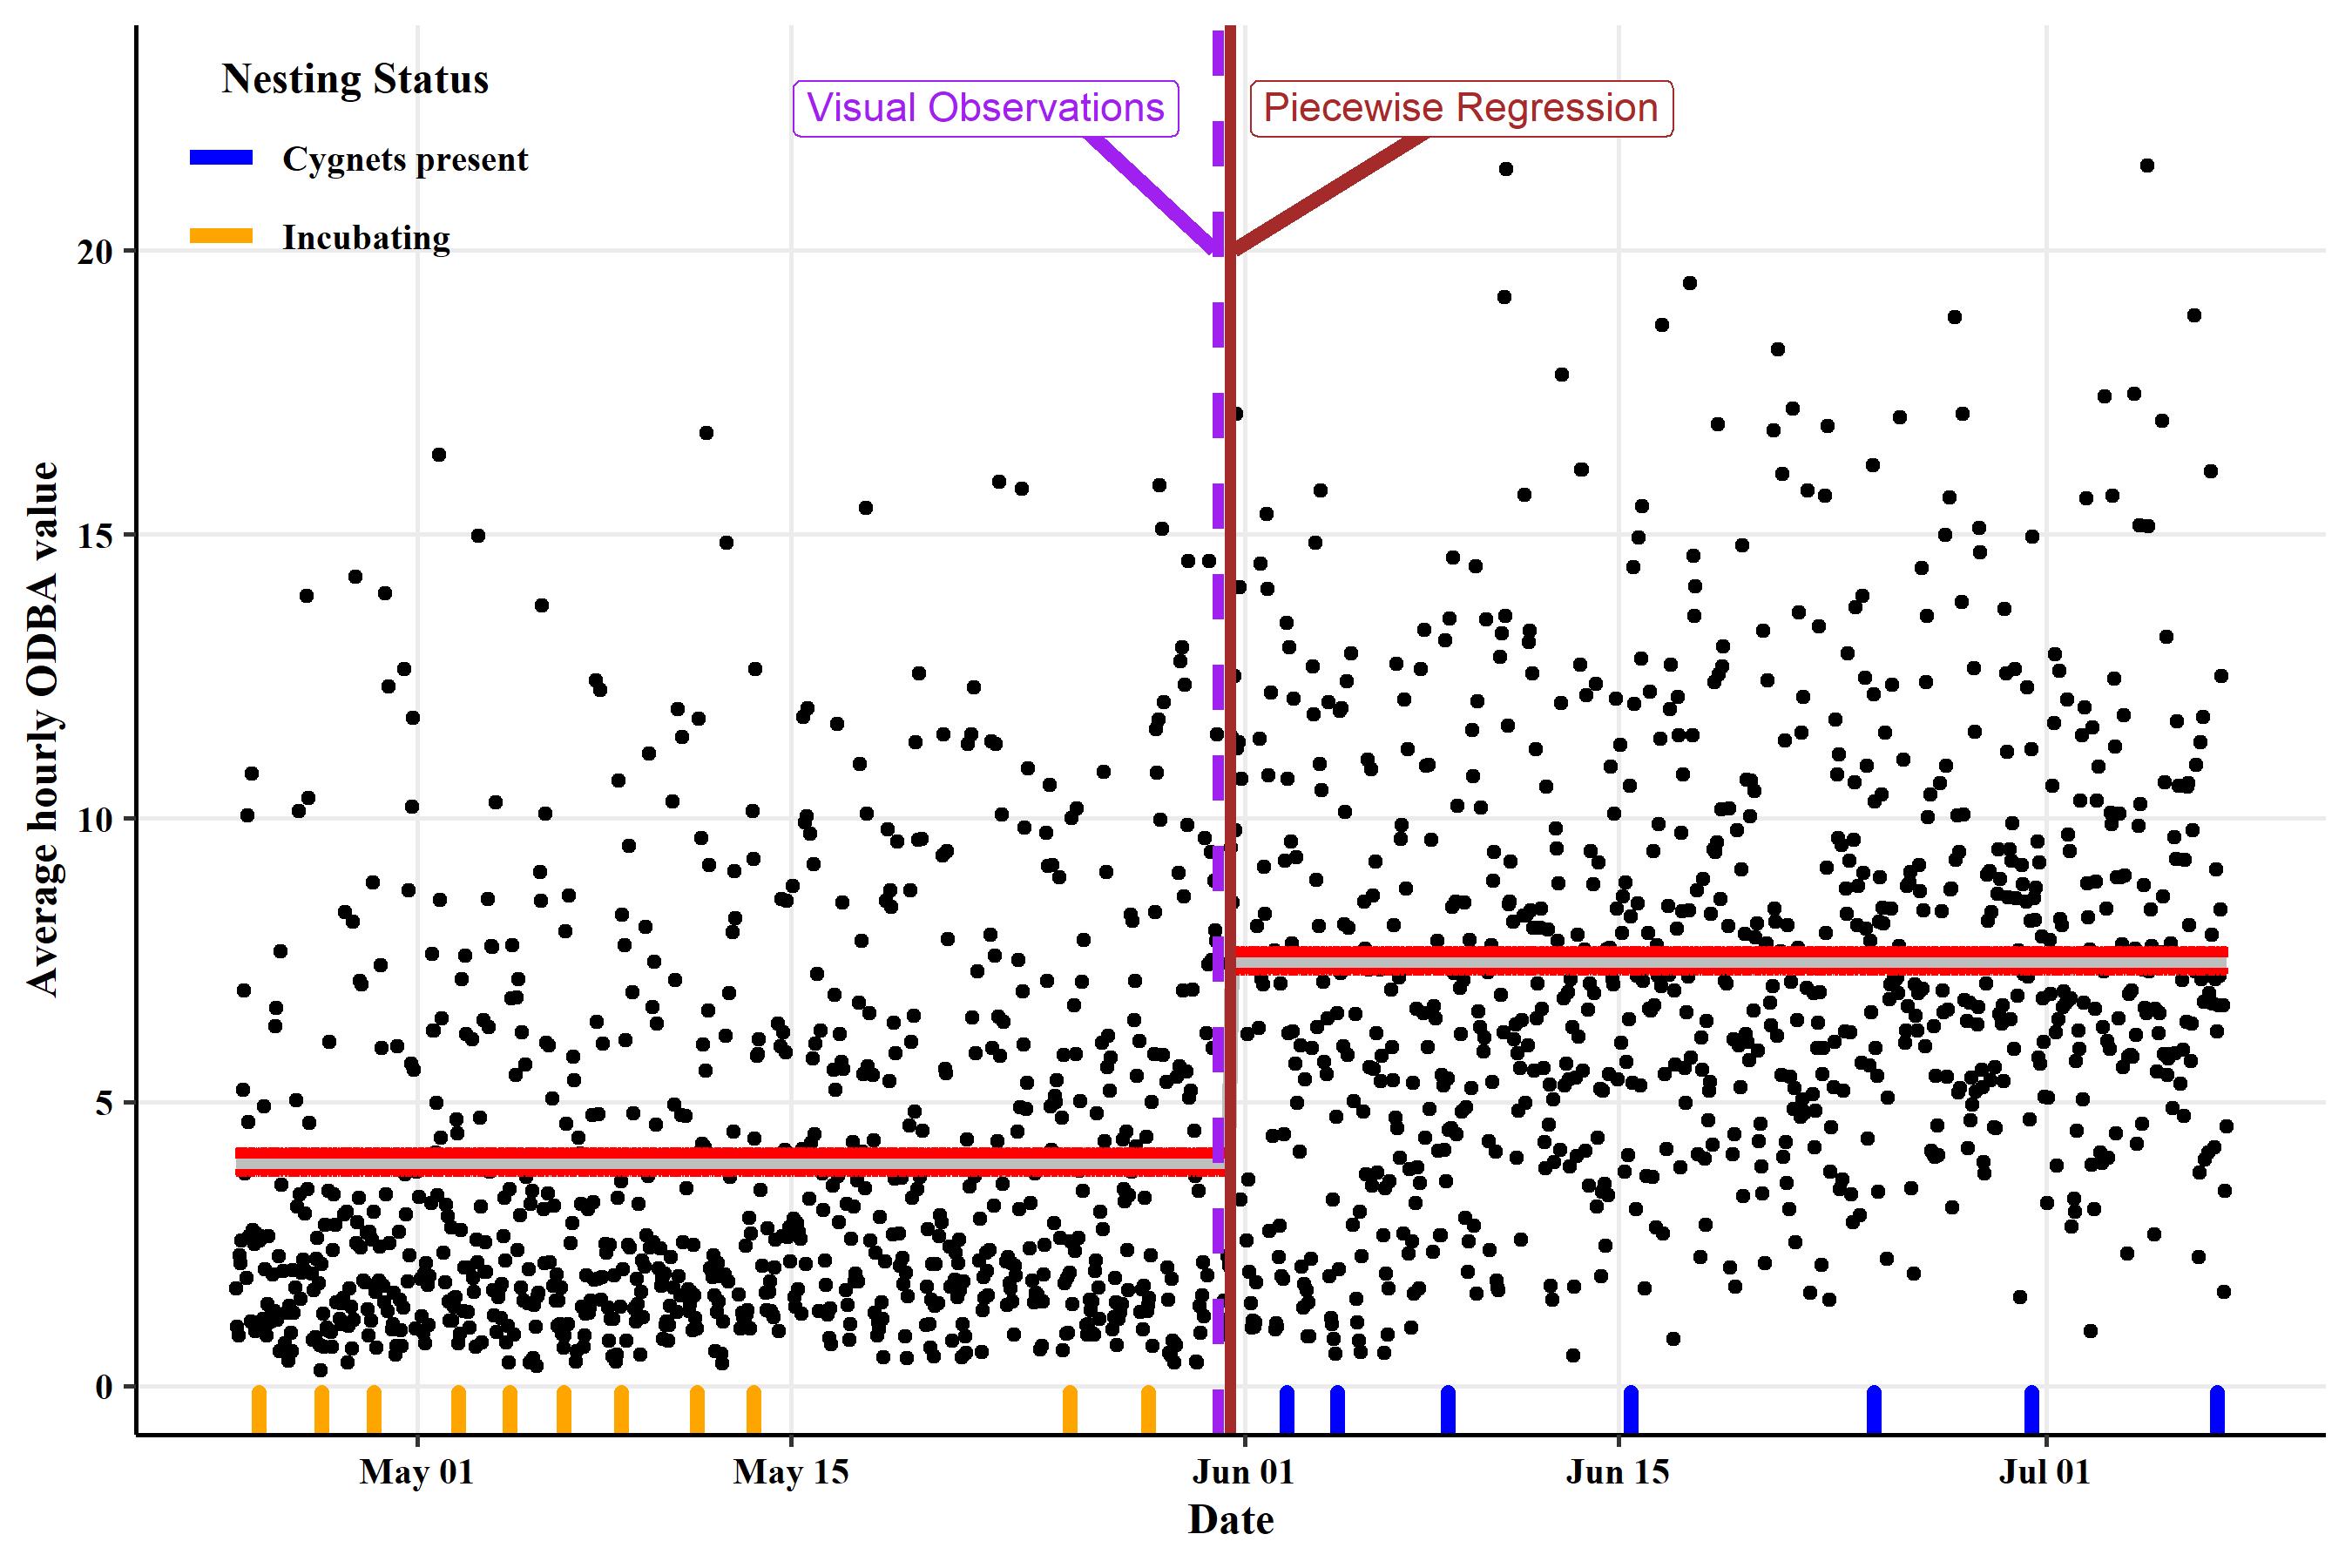 Nesting Status
Cygnets present
Incubating
Visual Observations
Piecewise Regression
Average hourly ODBA value
20
15
10
5
0
May 01
May 15
Jun 01
Jun 15
Jul 01
Date